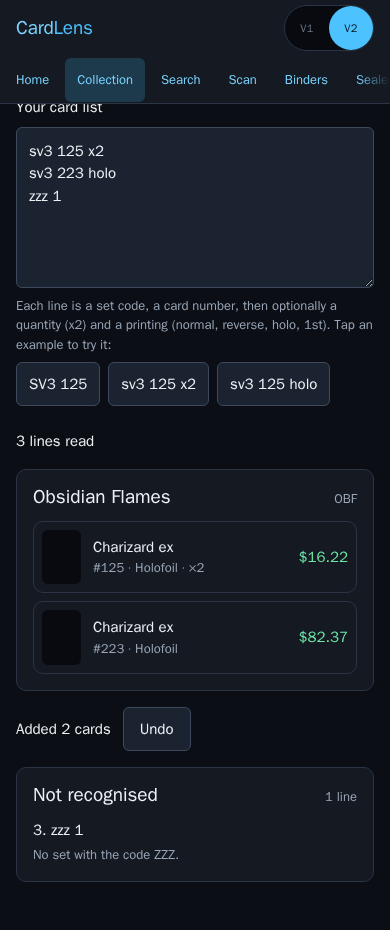 CardLens
V1
V2
Home
Collection
Search
Scan
Binders
Your card list
sv3 125 x2
sv3 223 holo
zzz 1
Each line is a set code, a card number, then optionally a
quantity (x2) and a printing (normal, reverse, holo, 1st). Tap an
example to try it:
SV3 125
sv3 125 x2
sv3 125 holo
3 lines read
Obsidian Flames
OBF
Charizard ex
#125 · Holofoil · ×2
$16.22
Charizard ex
#223 · Holofoil
$82.37
Added 2 cards
Undo
Not recognised
1 line
3. zzz 1
No set with the code ZZZ.